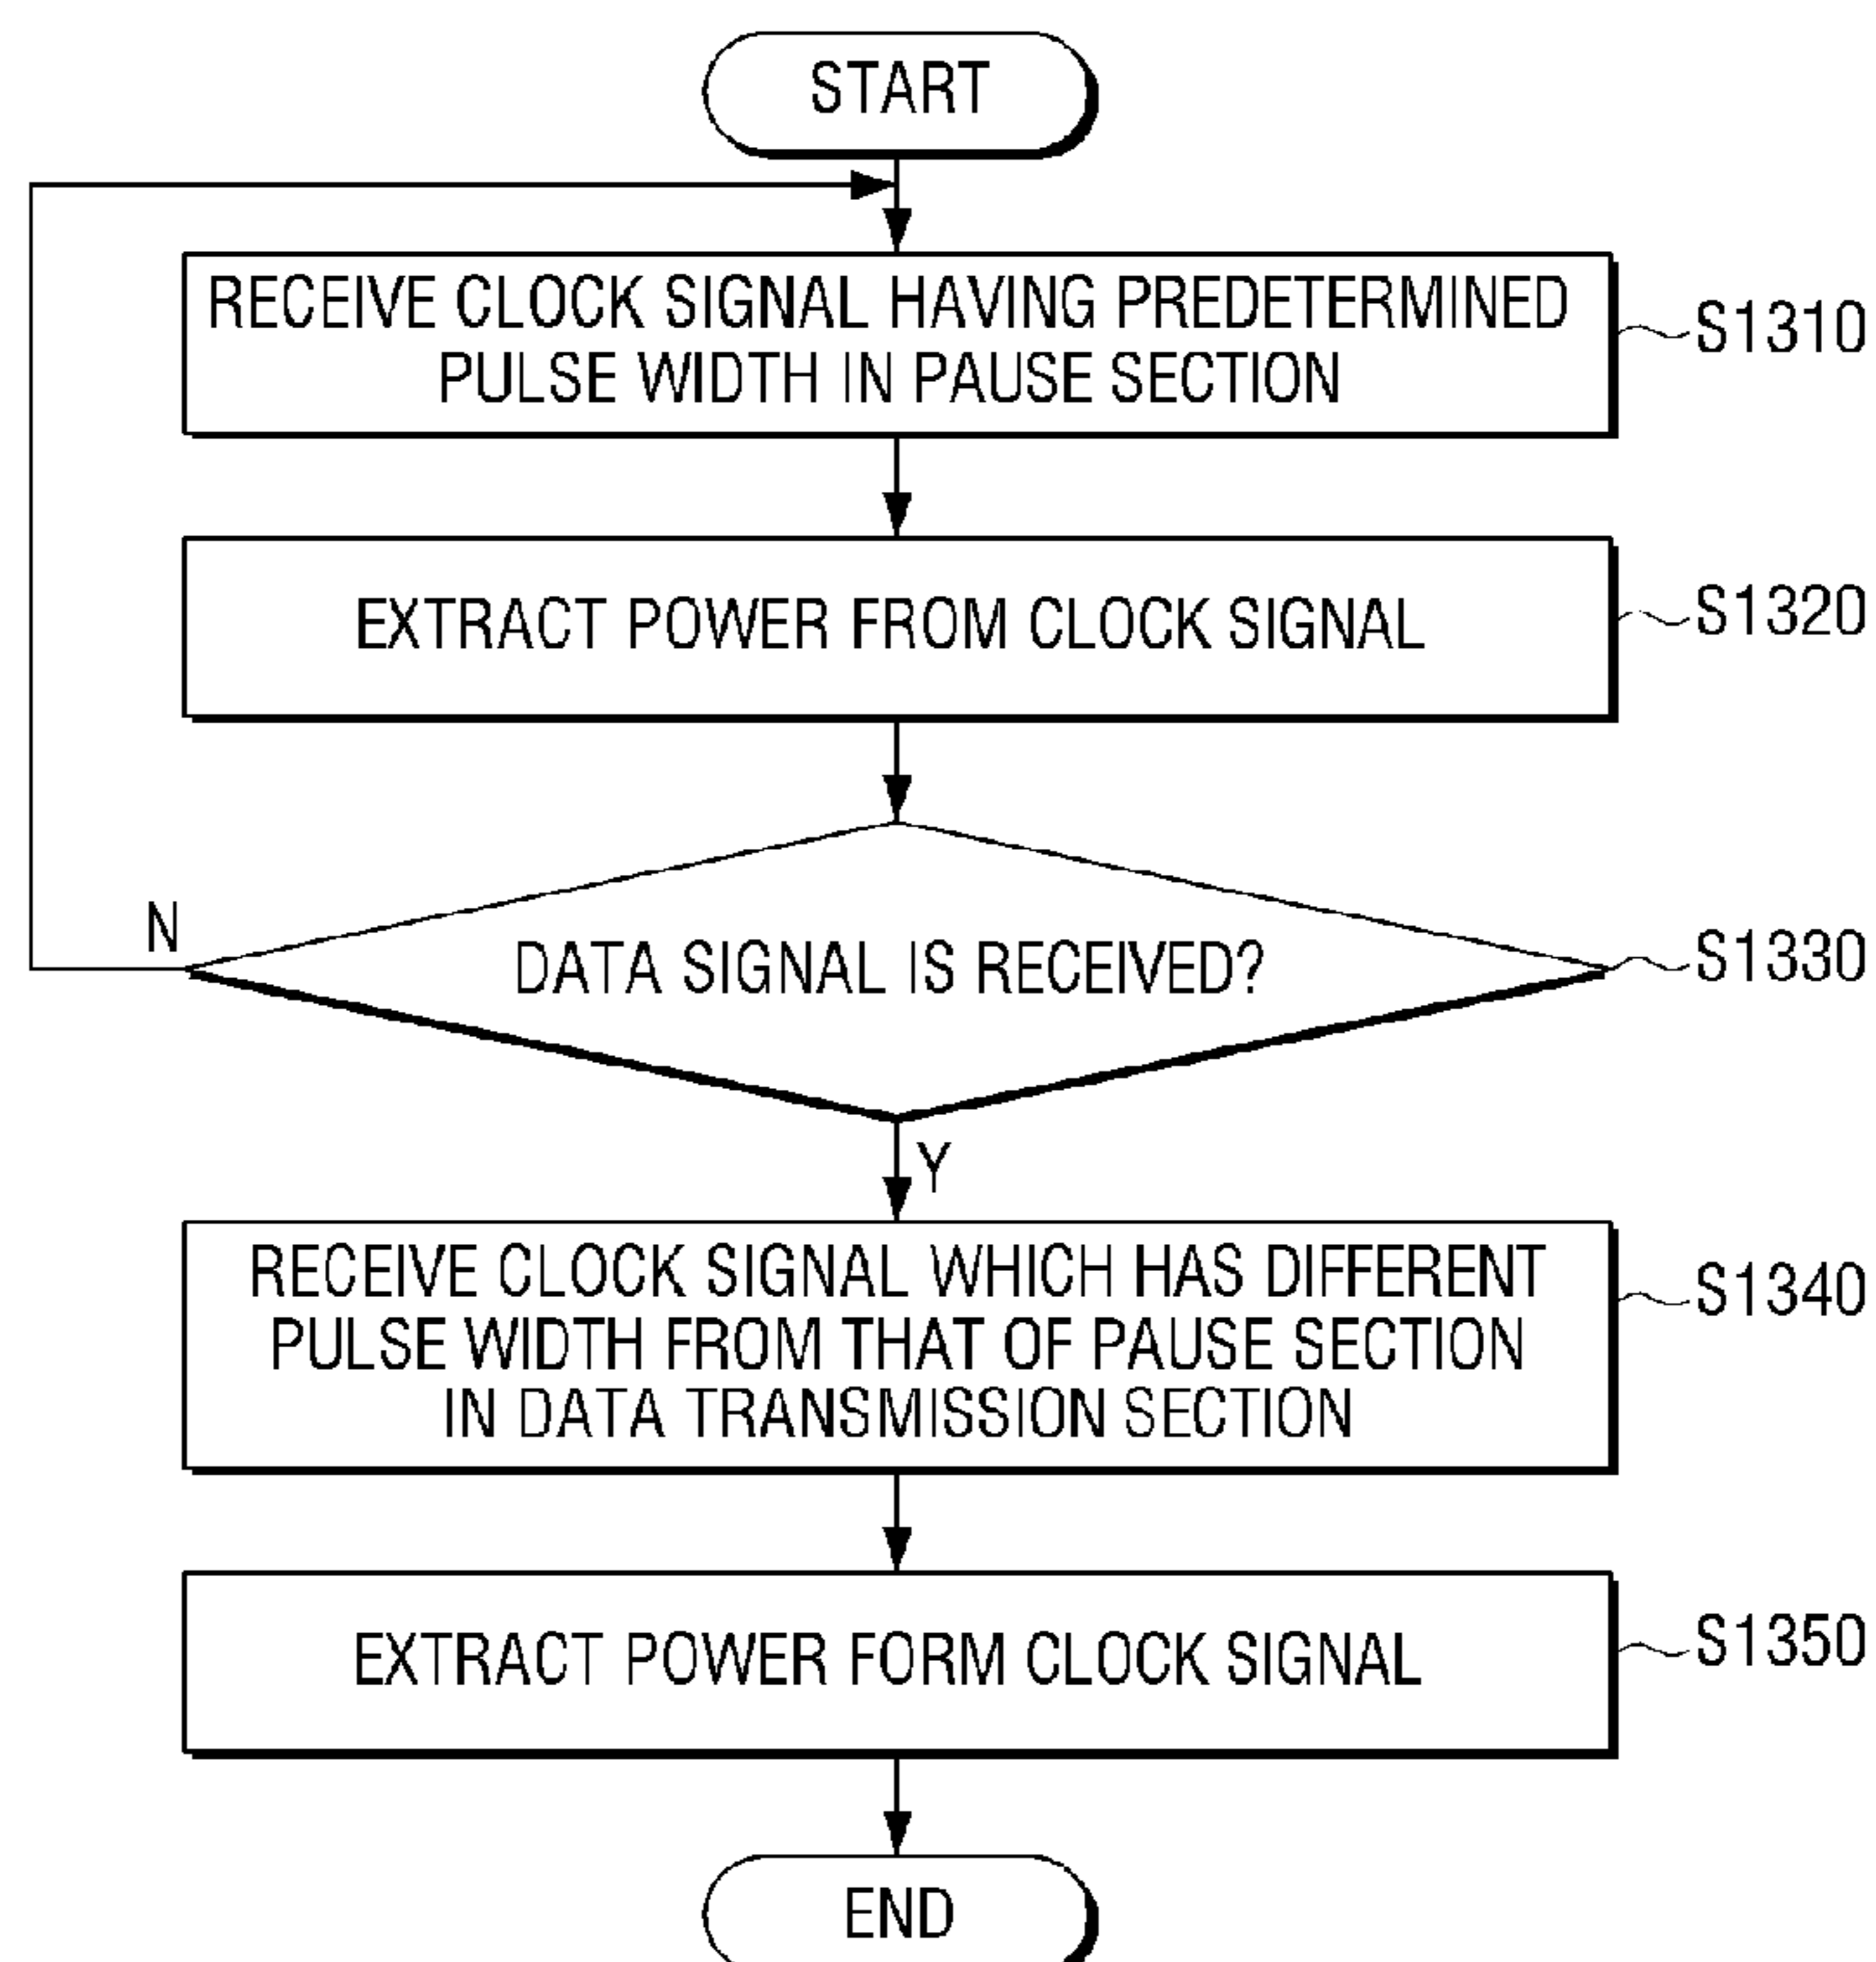 START
RECEIVE CLOCK SIGNAL HAVING PREDETERMINED
PULSE WIDTH IN PAUSE SECTION
S1310
EXTRACT POWER FROM CLOCK SIGNAL
S1320
N
DATA SIGNAL IS RECEIVED?
S1330
Y
RECEIVE CLOCK SIGNAL WHICH HAS DIFFERENT
PULSE WIDTH FROM THAT OF PAUSE SECTION
IN DATA TRANSMISSION SECTION
S1340
EXTRACT POWER FORM CLOCK SIGNAL
S1350
END